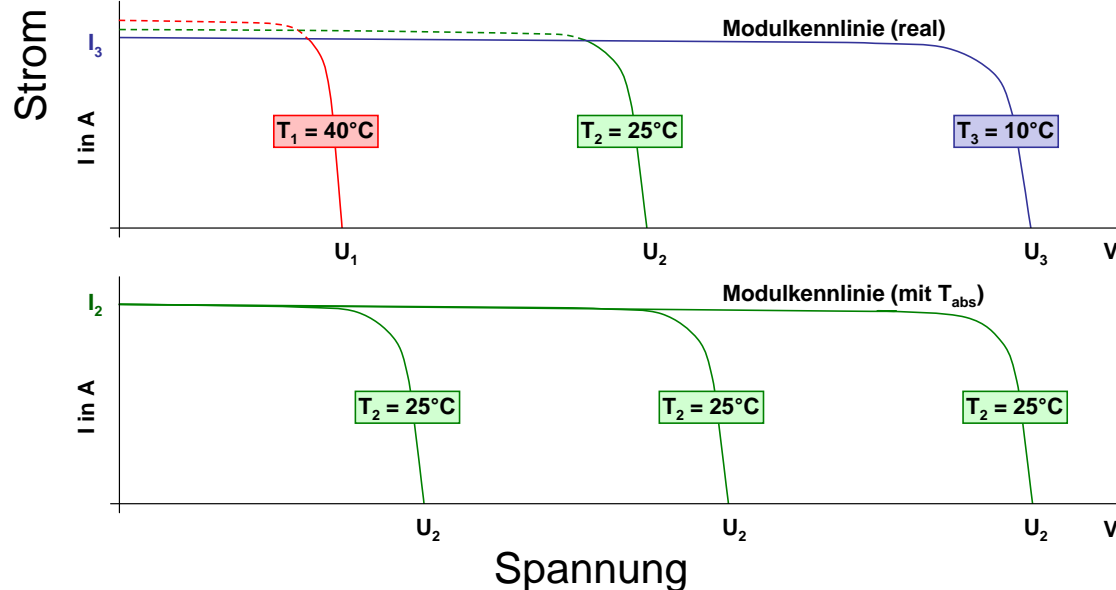 Strom
I in A
I₃
Modulkennlinie (real)
T₁ = 40°C
T₂ = 25°C
T₃ = 10°C
U₁
U₂
U₃
V
I in A
I₂
Modulkennlinie (mit Tabs)
T₂ = 25°C
T₂ = 25°C
T₂ = 25°C
U₂
U₂
U₂
V
Spannung